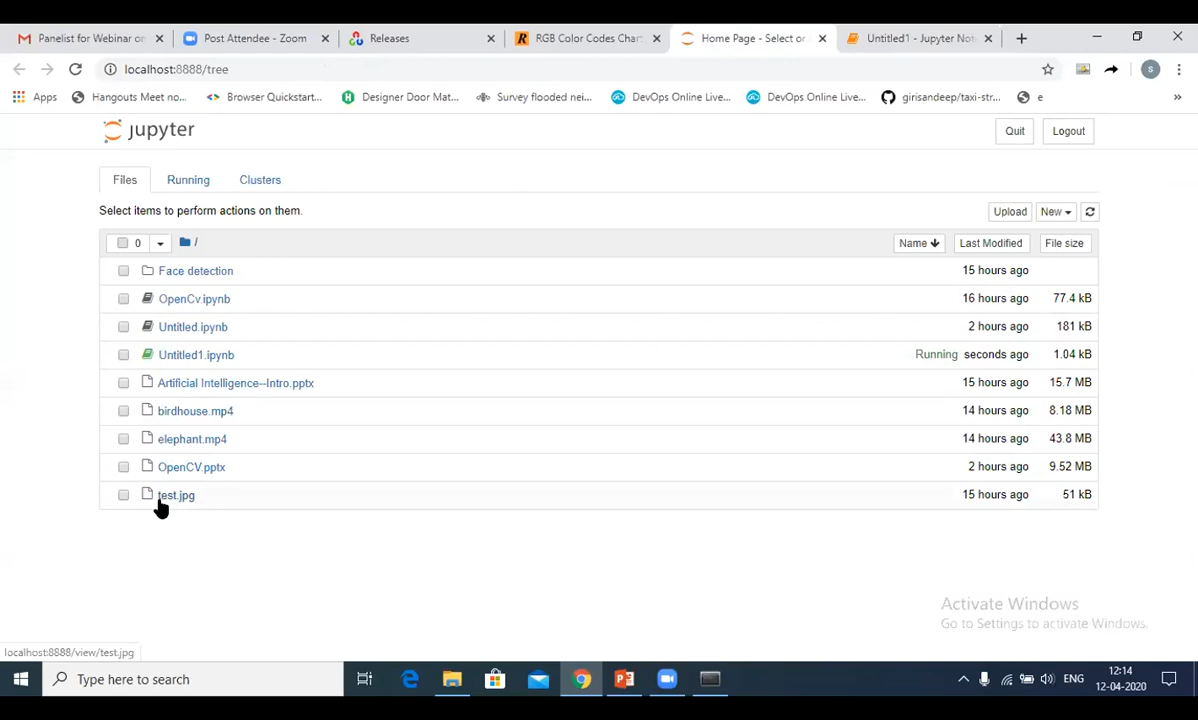 Panelist for Webinar on
Post Attendee - Zoom
Releases
RGB Color Codes Char
Home Page - Select or
Untitled1 - Jupyter Not
localhost:8888/tree
S
Apps
Hangouts Meet no...
Browser Quickstart...
Designer Door Mat...
Survey flooded nei...
DevOps Online Live...
DevOps Online Live...
girisandeep/taxi-str...
e
»
jupyter
Quit
Logout
Files
Running
Clusters
Select items to perform actions on them.
Upload
New
0
/
Name
Last Modified
File size
Face detection
15 hours ago
OpenCv.ipynb
16 hours ago
77.4 kB
Untitled.ipynb
2 hours ago
181 kB
Untitled1.ipynb
Running seconds ago
1.04 kB
Artificial Intelligence--Intro.pptx
15 hours ago
15.7 MB
birdhouse.mp4
14 hours ago
8.18 MB
elephant.mp4
14 hours ago
43.8 MB
OpenCV.pptx
2 hours ago
9.52 MB
test.jpg
15 hours ago
51 kB
Activate Windows
Go to Settings to activate Windows.
localhost:8888/view/test.jpg
Type here to search
ENG
12:14
12-04-2020